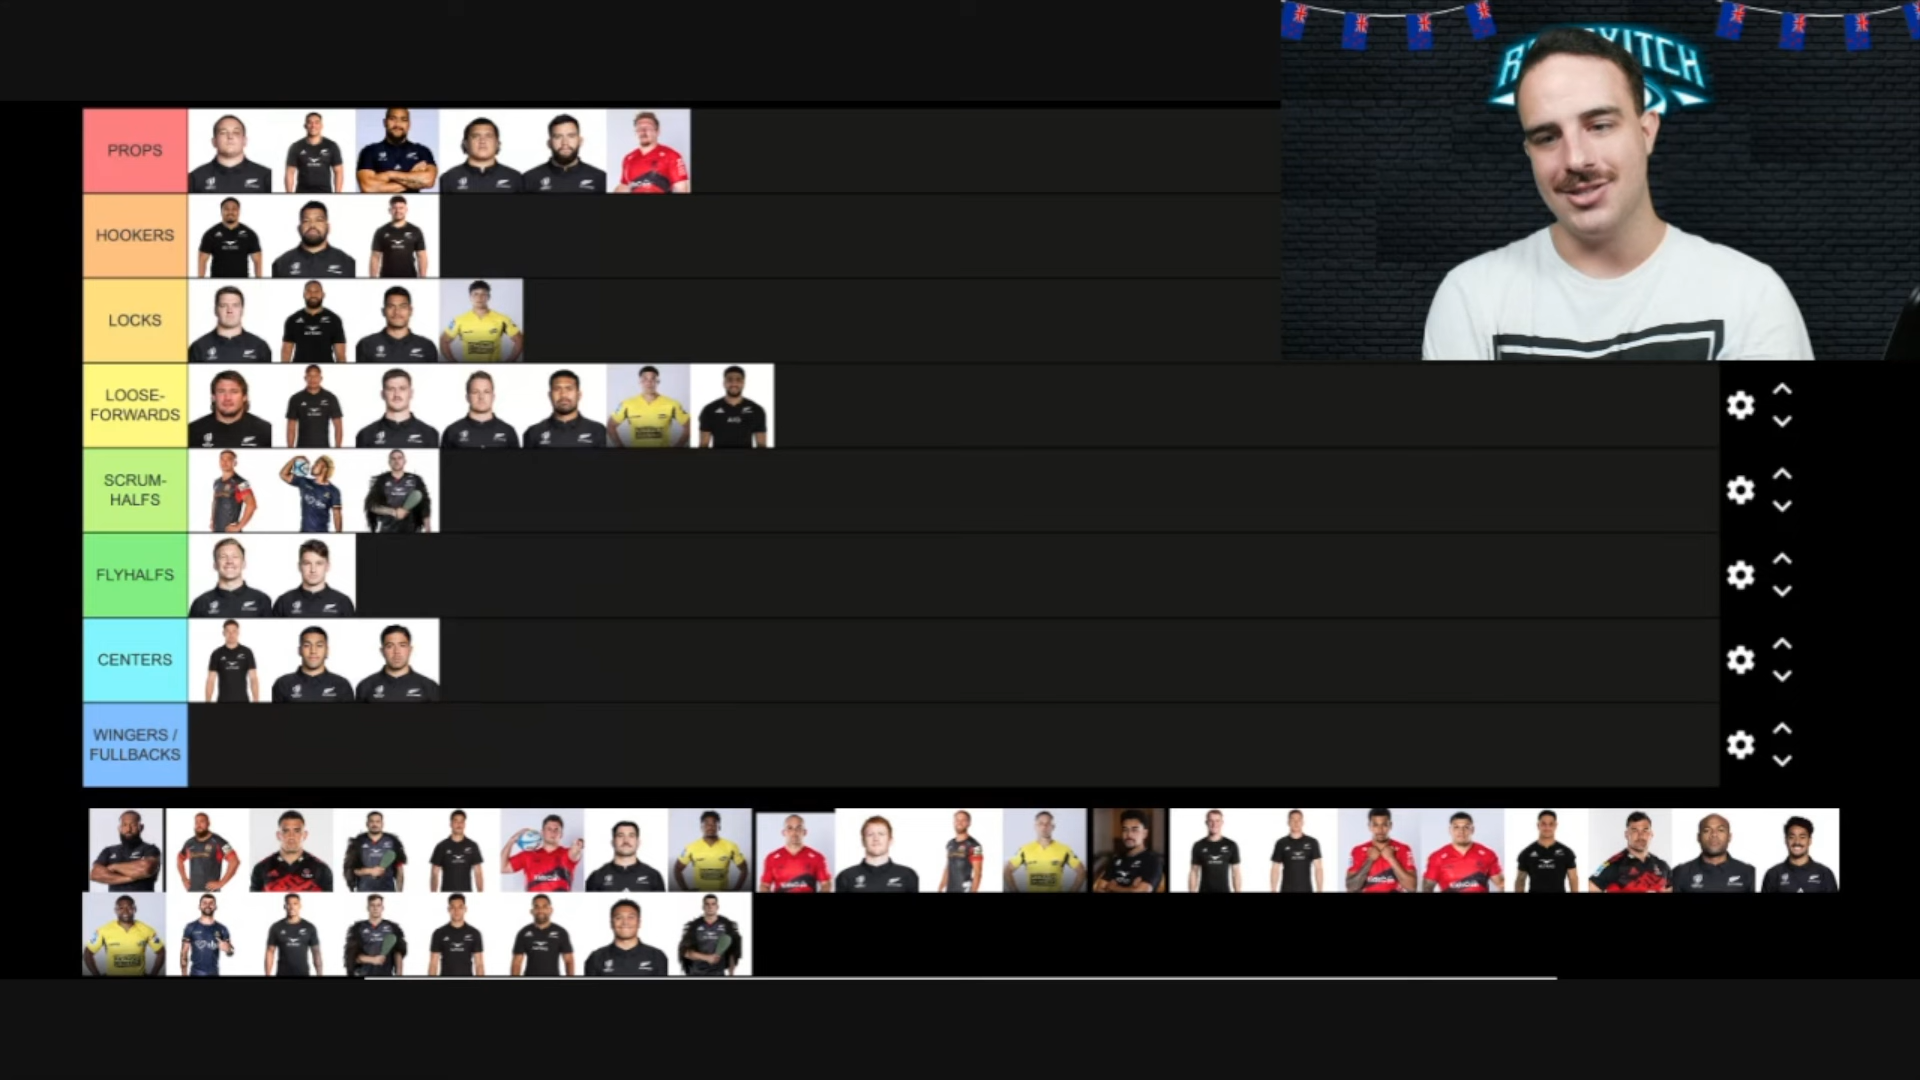 PROPS
HOOKERS
LOCKS
LOOSE-
FORWARDS
SCRUM-
HALFS
FLYHALFS
CENTERS
WINGERS /
FULLBACKS